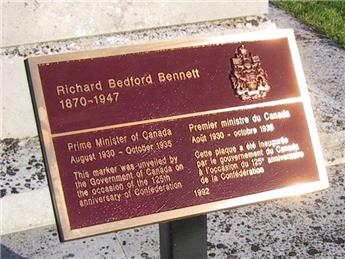 Richard Bedford Bennett
1870-1947
Prime Minister of Canada
August 1930 - October 1935
This marker was unveiled by
the Government of Canada on
the occasion of the 125th
anniversary of Confederation
Premier ministre du Canada
Août 1930 - octobre 1935
Cette plaque a été inaugurée
par le gouvernement du Canada
à l'occasion du 125e anniversaire
de la Confédération
1992